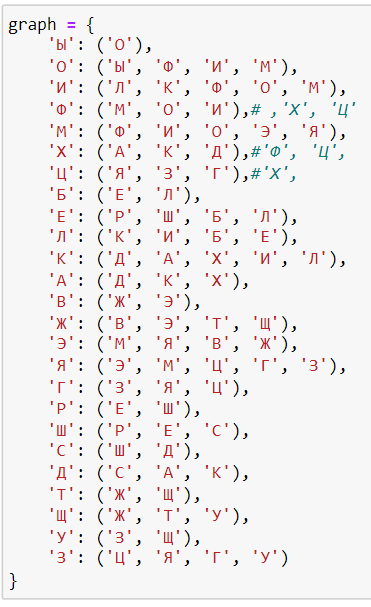 graph = {
    'Ы': ('О'),
    'О': ('Ы', 'Ф', 'И', 'М'),
    'И': ('Л', 'К', 'Ф', 'О', 'М'),
    'Ф': ('М', 'О', 'И'),# ,'Х', 'Ц'
    'М': ('Ф', 'И', 'О', 'Э', 'Я'),
    'Х': ('А', 'К', 'Д'),#'Ф', 'Ц',
    'Ц': ('Я', 'З', 'Г'),#'Х',
    'Б': ('Е', 'Л'),
    'Е': ('Р', 'Ш', 'Б', 'Л'),
    'Л': ('К', 'И', 'Б', 'Е'),
    'К': ('Д', 'А', 'Х', 'И', 'Л'),
    'А': ('Д', 'К', 'Х'),
    'В': ('Ж', 'Э'),
    'Ж': ('В', 'Э', 'Т', 'Щ'),
    'Э': ('М', 'Я', 'В', 'Ж'),
    'Я': ('Э', 'М', 'Ц', 'Г', 'З'),
    'Г': ('З', 'Я', 'Ц'),
    'Р': ('Е', 'Ш'),
    'Ш': ('Р', 'Е', 'С'),
    'С': ('Ш', 'Д'),
    'Д': ('С', 'А', 'К'),
    'Т': ('Ж', 'Щ'),
    'Щ': ('Ж', 'Т', 'У'),
    'У': ('З', 'Щ'),
    'З': ('Ц', 'Я', 'Г', 'У')
}